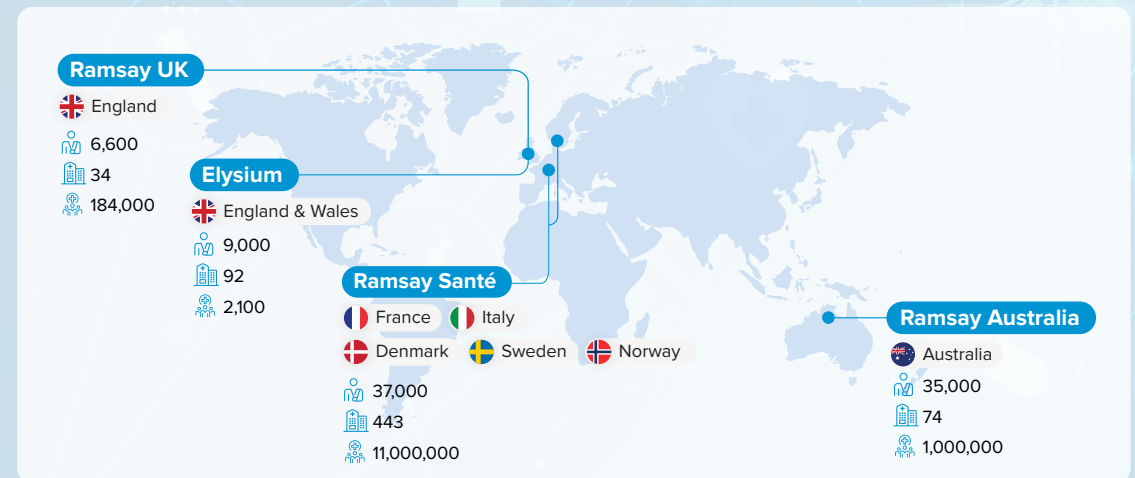 Ramsay UK
England
6,600
34
184,000
Elysium
England & Wales
9,000
92
2,100
Ramsay Santé
France Italy
Denmark Sweden Norway
37,000
443
11,000,000
Ramsay Australia
Australia
35,000
74
1,000,000